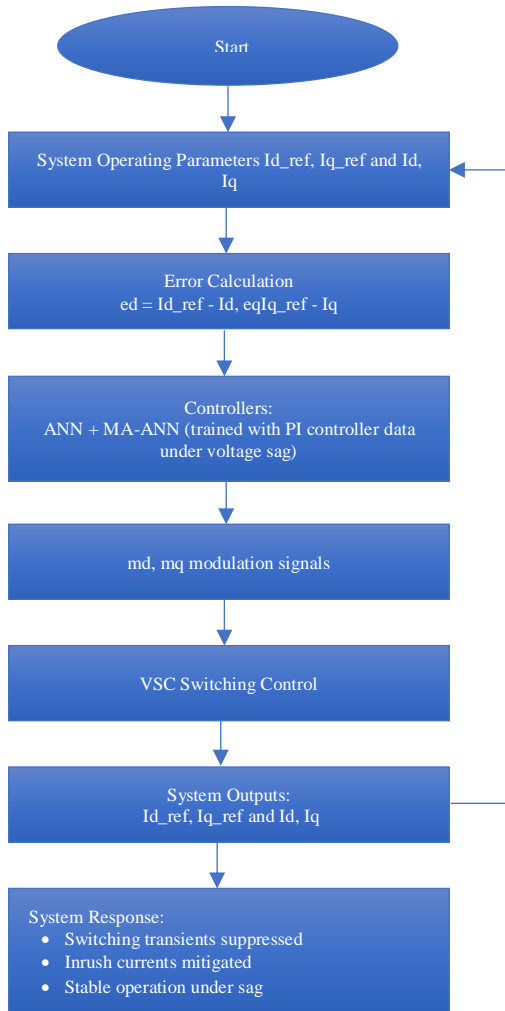 Start
System Operating Parameters Id_ref, Iq_ref and Id,
Iq
Error Calculation
ed = Id_ref - Id, eqIq_ref - Iq
Controllers:
ANN + MA-ANN (trained with PI controller data
under voltage sag)
md, mq modulation signals
VSC Switching Control
System Outputs:
Id_ref, Iq_ref and Id, Iq
System Response:
• Switching transients suppressed
• Inrush currents mitigated
• Stable operation under sag